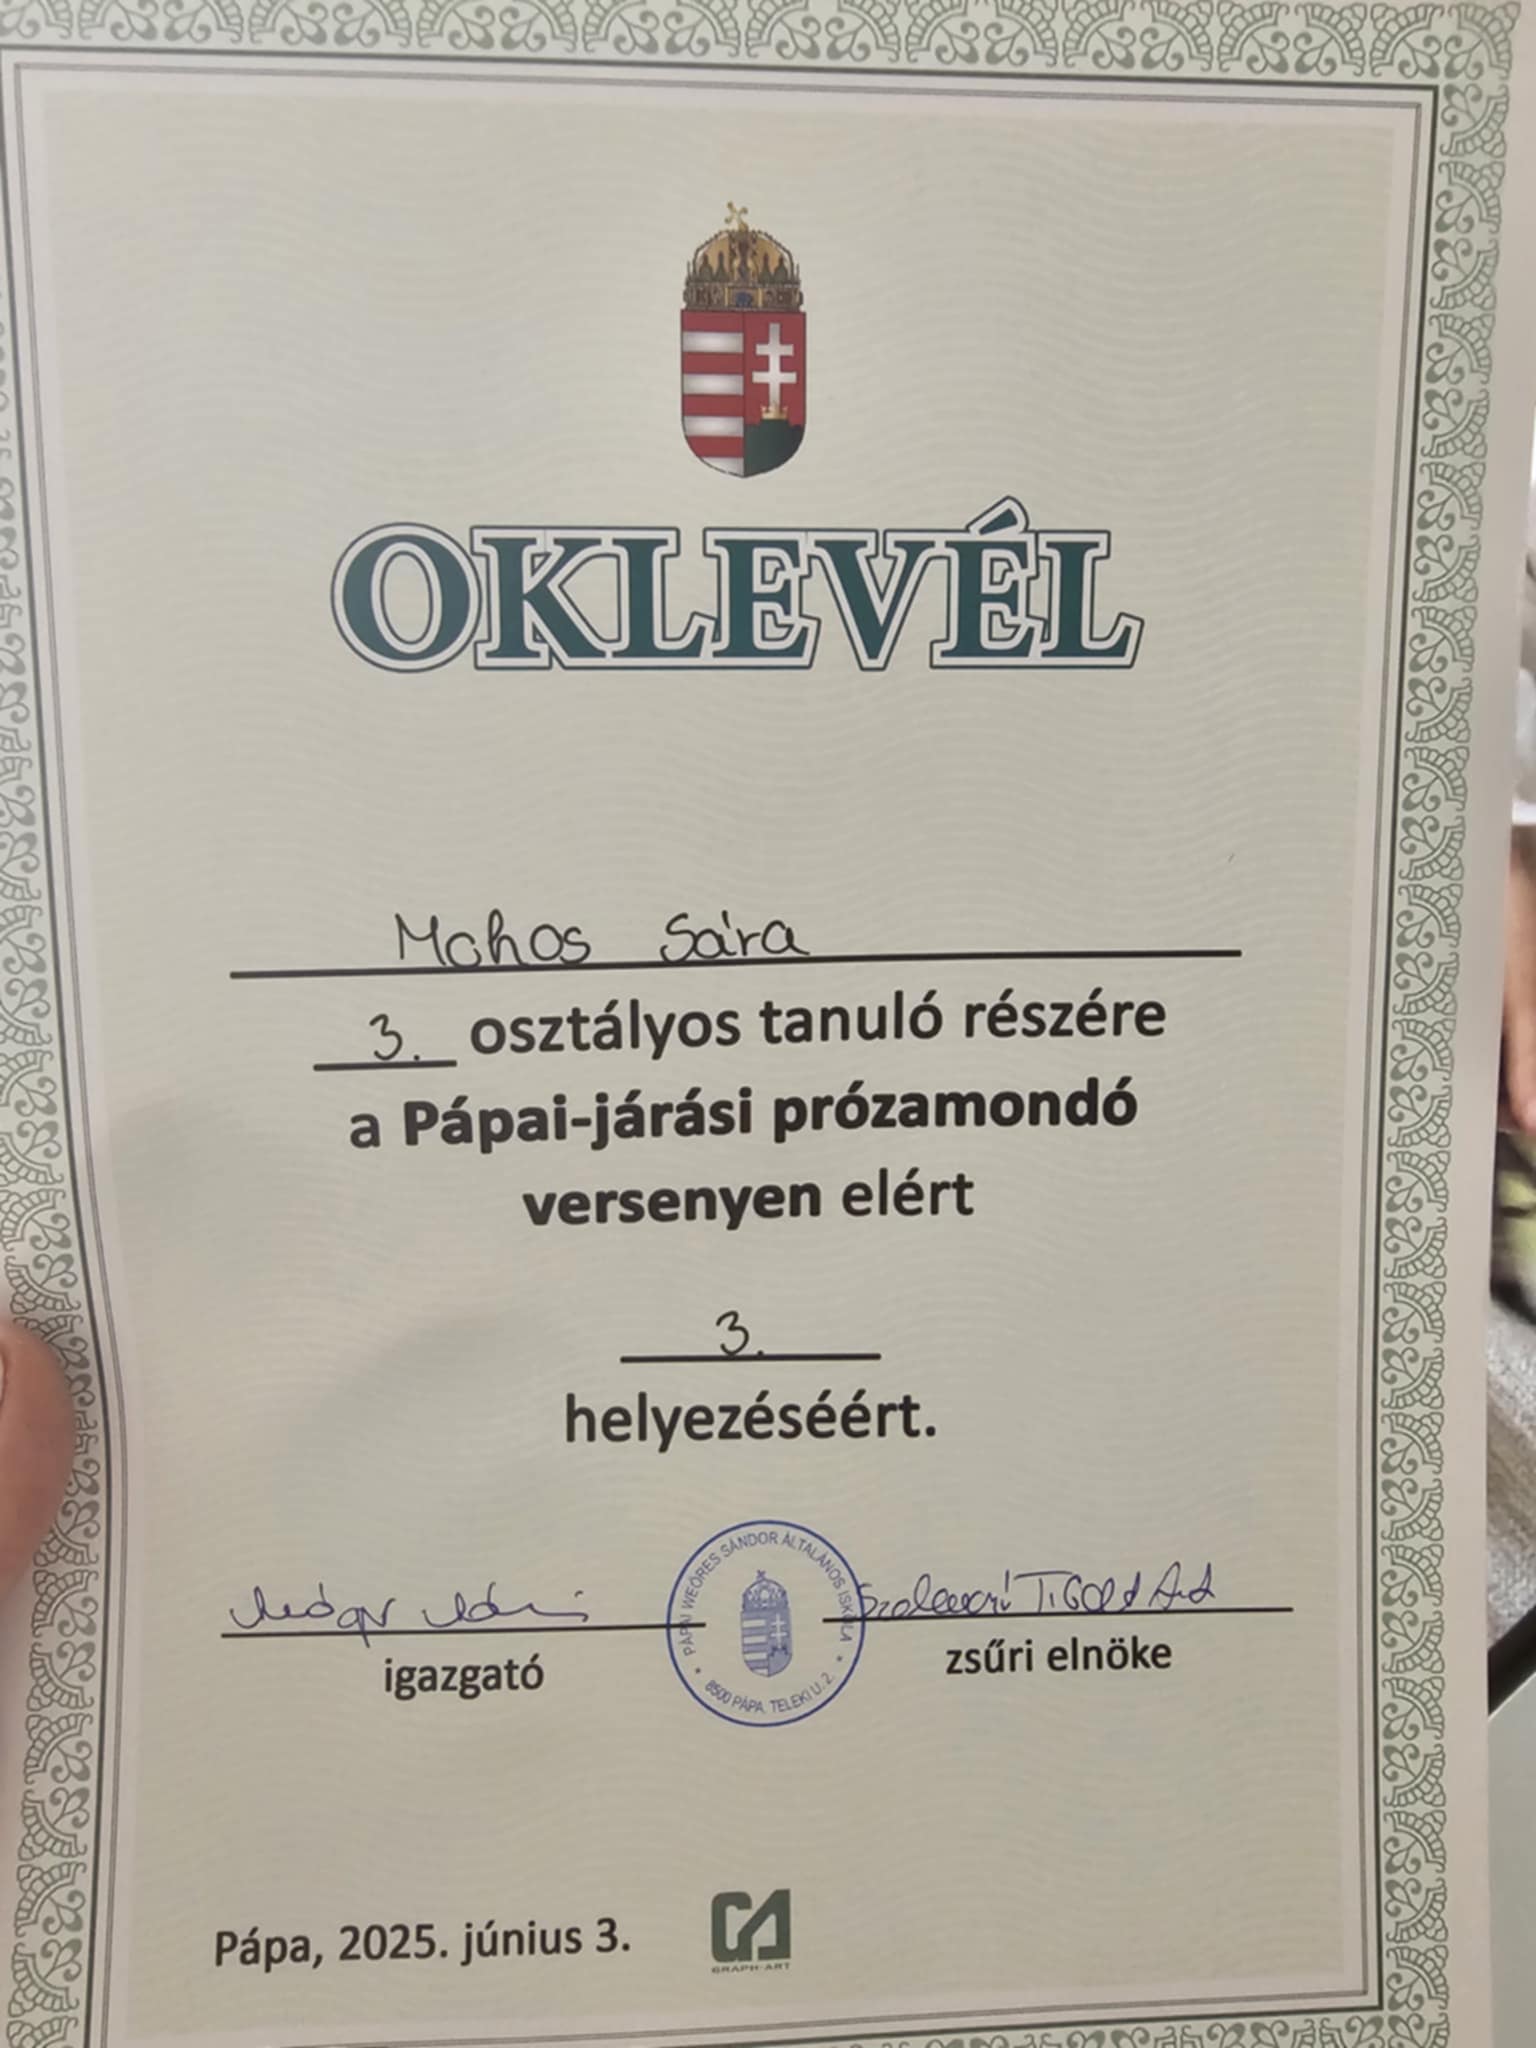 OKLEVÉL
Mohos Sára
3. osztályos tanuló részére
a Pápai-járási prózamondó
versenyen elért
3.
helyezéséért.
PÁPAI WEÖRES SÁNDOR ÁLTALÁNOS ISKOLA
* 8500 PÁPA, TELEKI U. 2. *
igazgató
zsűri elnöke
Pápa, 2025. június 3.
GA
GRAPH-ART